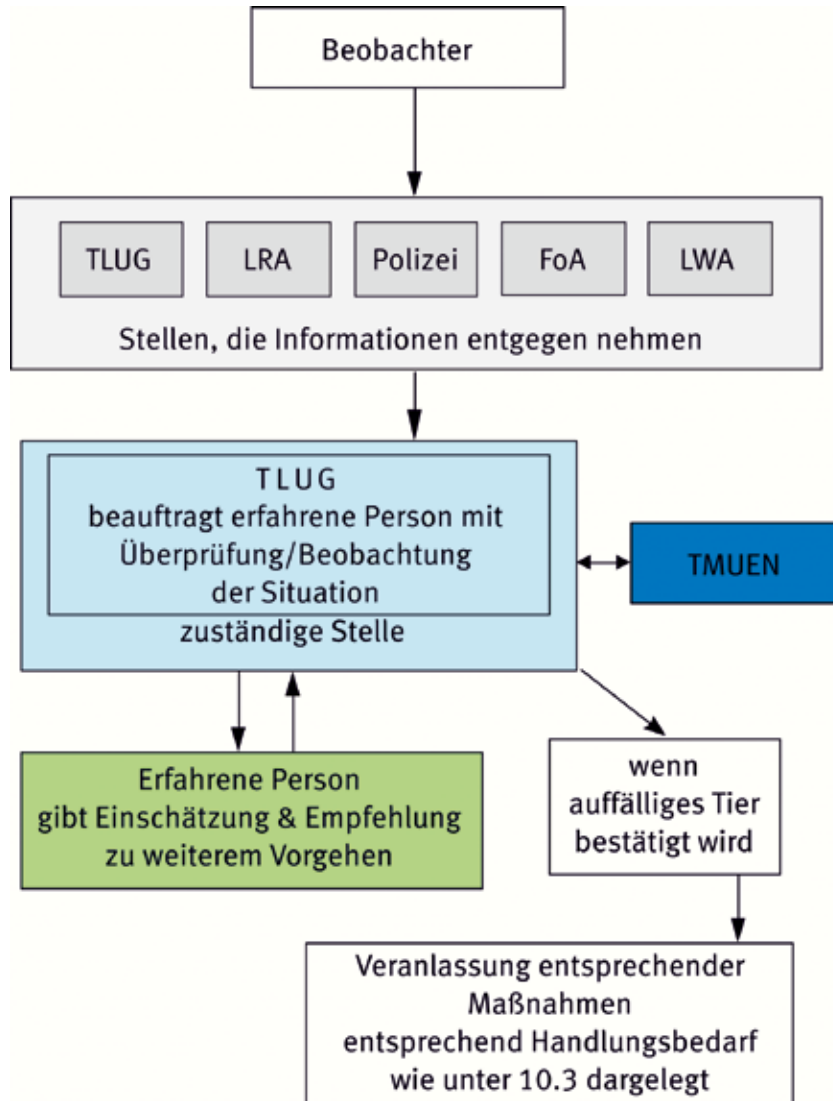 Beobachter
TLUG LRA Polizei FoA LWA
Stellen, die Informationen entgegen nehmen
TLUG
beauftragt erfahrene Person mit
Überprüfung/Beobachtung
der Situation
zuständige Stelle
TMUEN
Erfahrene Person
gibt Einschätzung & Empfehlung
zu weiterem Vorgehen
wenn
auffälliges Tier
bestätigt wird
Veranlassung entsprechender
Maßnahmen
entsprechend Handlungsbedarf
wie unter 10.3 dargelegt